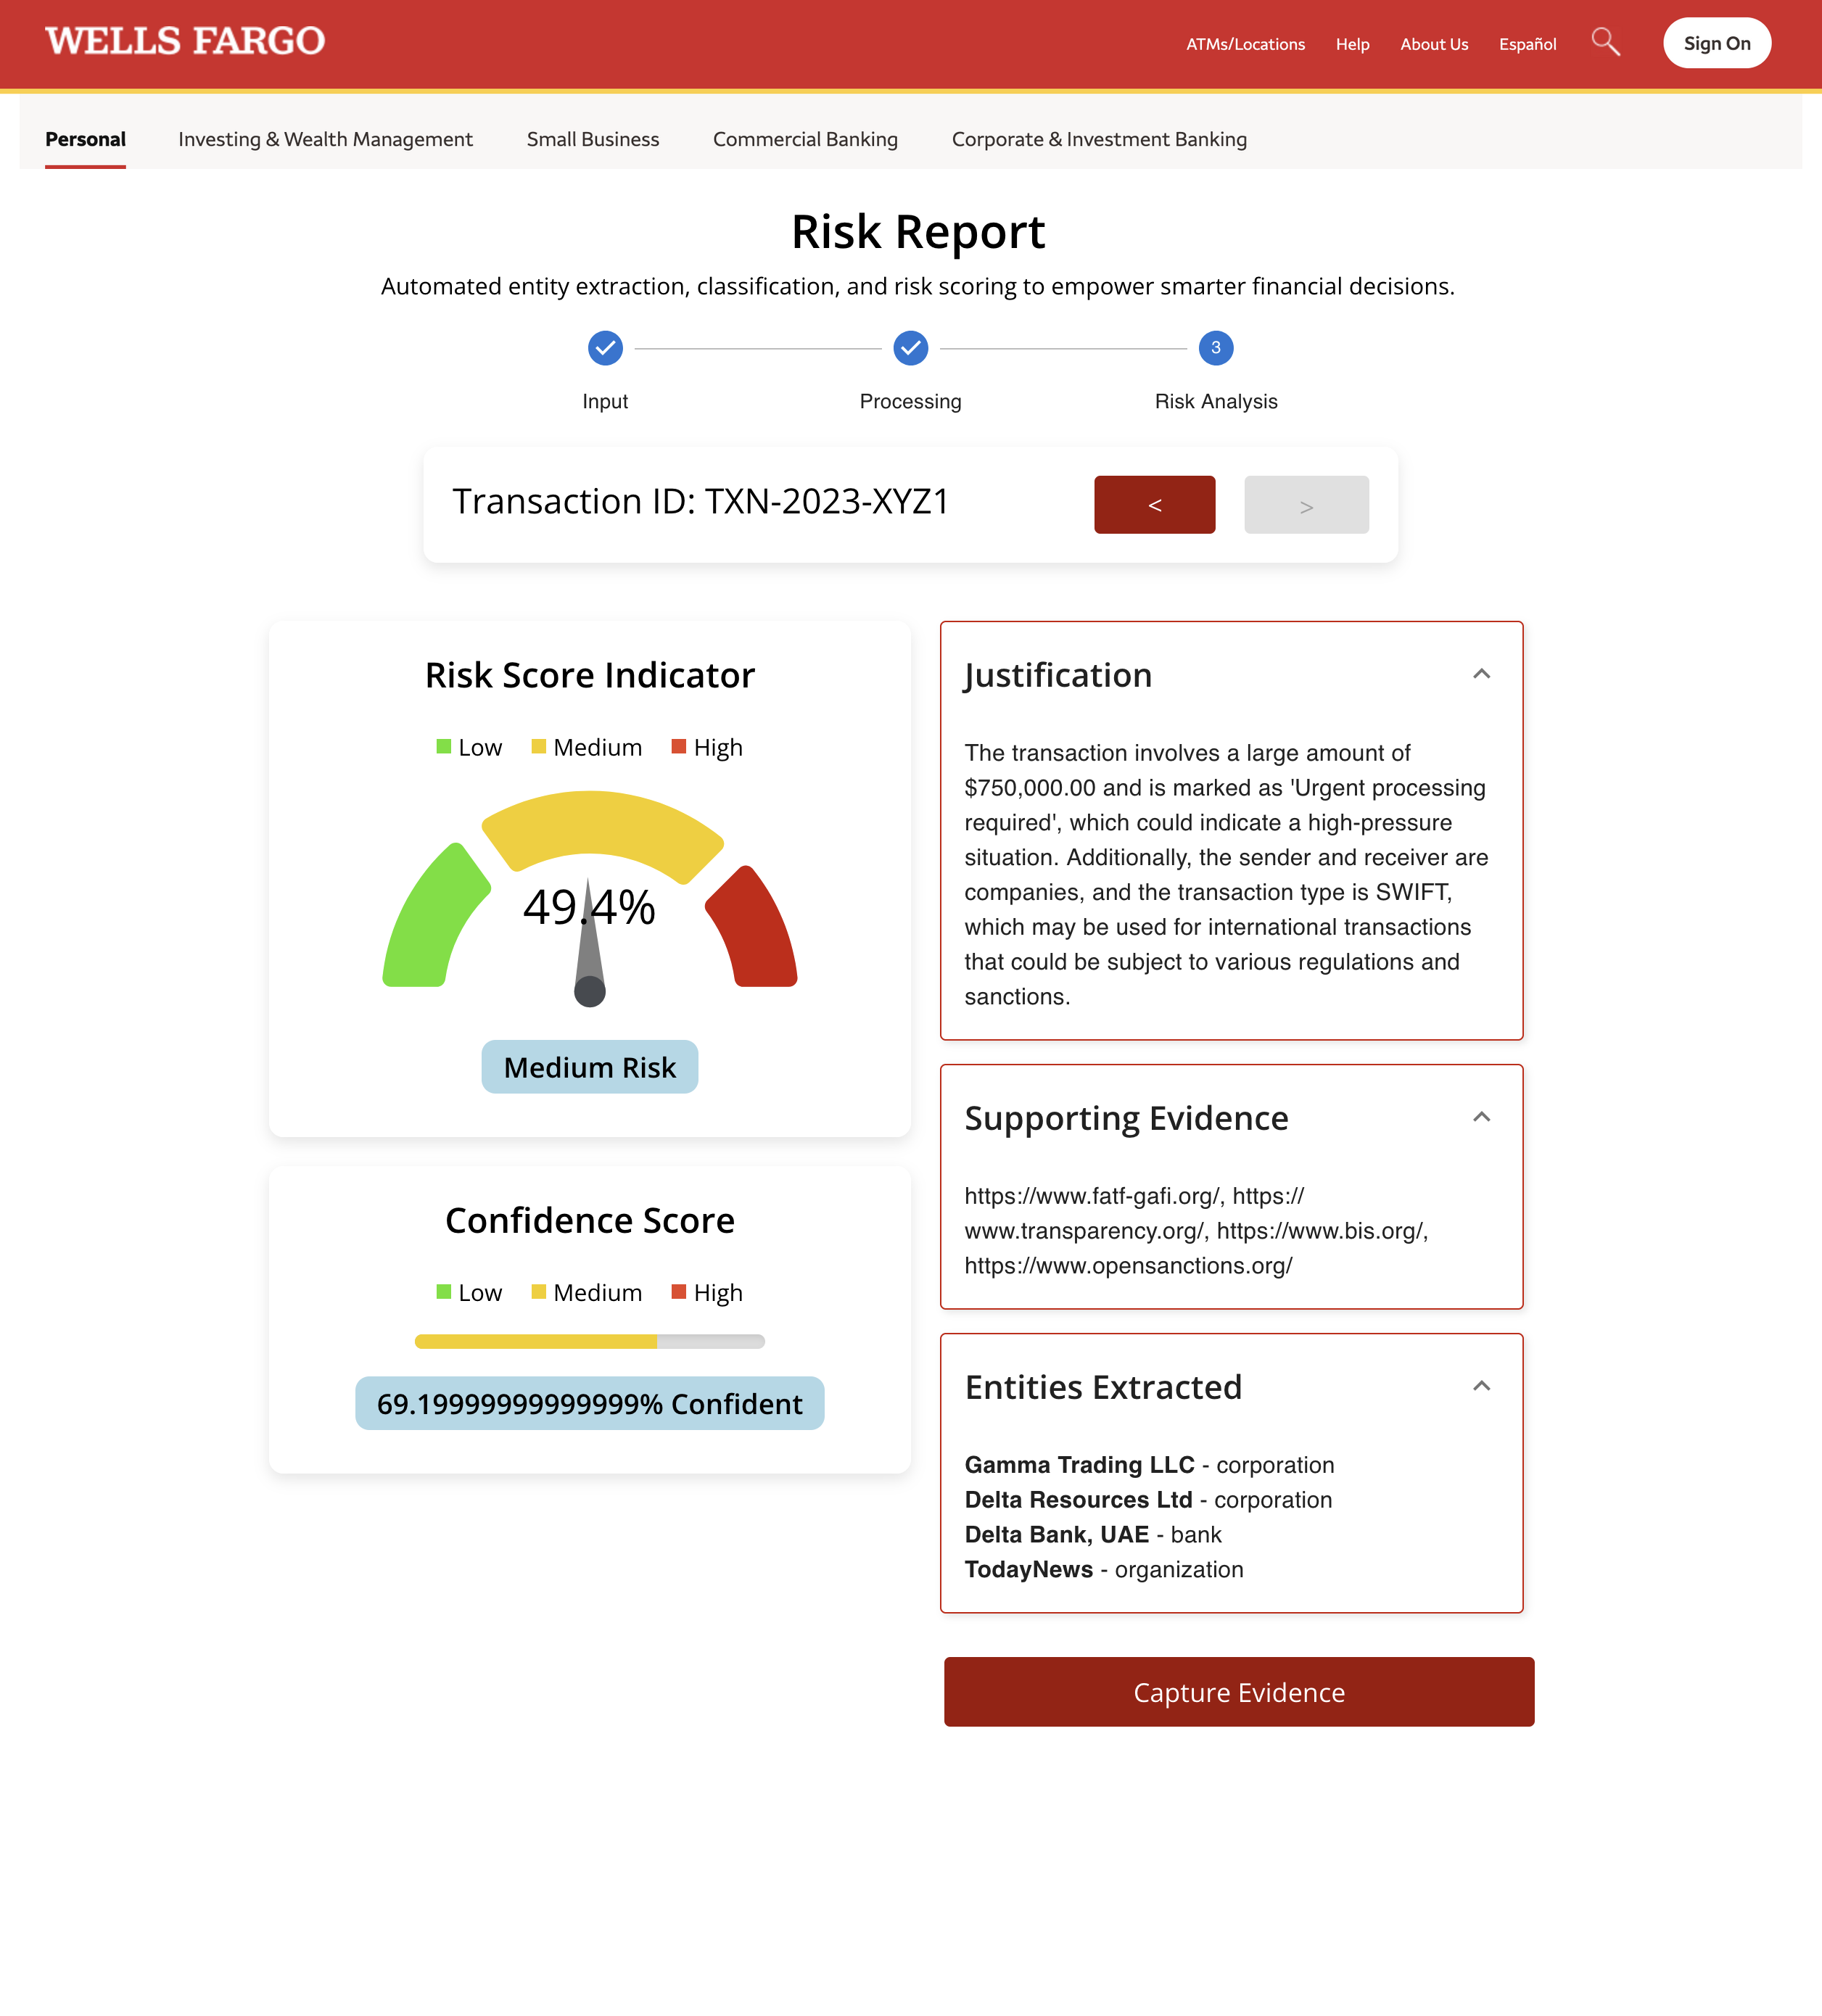 WELLS FARGO
ATMs/Locations Help About Us Español Sign On
Personal Investing & Wealth Management Small Business Commercial Banking Corporate & Investment Banking
Risk Report
Automated entity extraction, classification, and risk scoring to empower smarter financial decisions.
3
Input Processing Risk Analysis
Transaction ID: TXN-2023-XYZ1 < >
Risk Score Indicator
Low Medium High
49.4%
Medium Risk
Confidence Score
Low Medium High
69.19999999999999% Confident
Justification
The transaction involves a large amount of
$750,000.00 and is marked as 'Urgent processing
required', which could indicate a high-pressure
situation. Additionally, the sender and receiver are
companies, and the transaction type is SWIFT,
which may be used for international transactions
that could be subject to various regulations and
sanctions.
Supporting Evidence
https://www.fatf-gafi.org/, https://
www.transparency.org/, https://www.bis.org/,
https://www.opensanctions.org/
Entities Extracted
Gamma Trading LLC - corporation
Delta Resources Ltd - corporation
Delta Bank, UAE - bank
TodayNews - organization
Capture Evidence